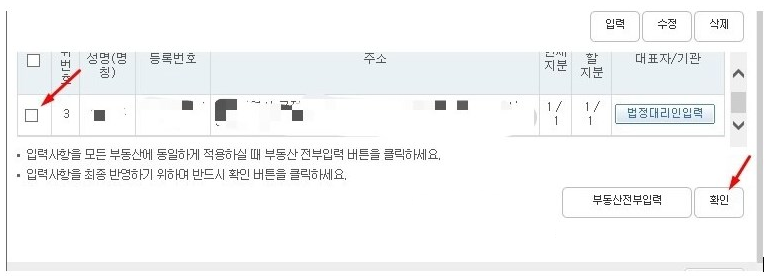 입력 수정 삭제
위번호 성명(명칭) 등록번호 주소 지분 할지분 대표자/기관
3 1 / 1 1 / 1 법정대리인입력
• 입력사항을 모든 부동산에 동일하게 적용하실 때 부동산 전부입력 버튼을 클릭하세요.
• 입력사항을 최종 반영하기 위하여 반드시 확인 버튼을 클릭하세요.
부동산전부입력 확인